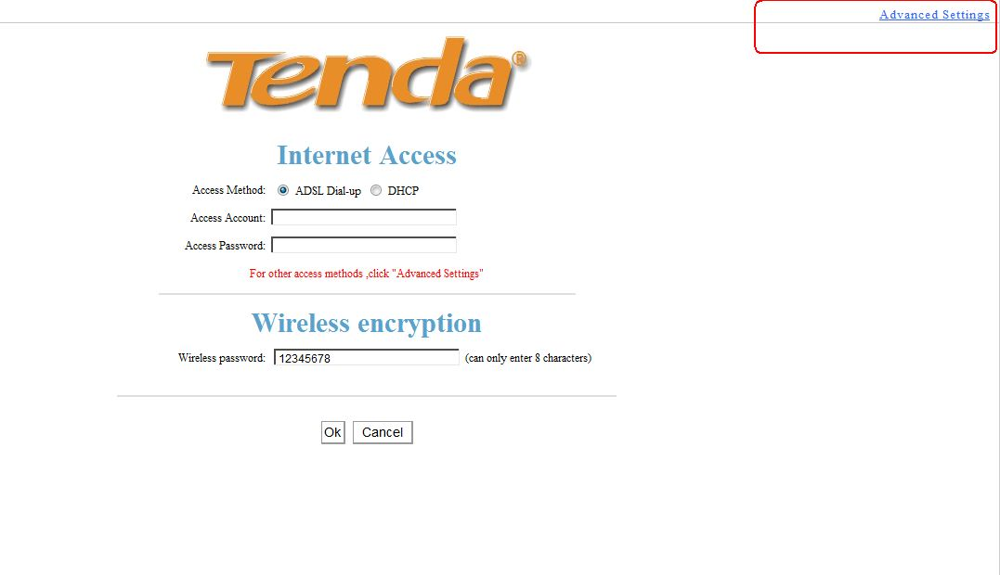 Advanced Settings
Tenda®
Internet Access
Access Method: ADSL Dial-up DHCP
Access Account:
Access Password:
For other access methods ,click "Advanced Settings"
Wireless encryption
Wireless password: 12345678 (can only enter 8 characters)
Ok Cancel